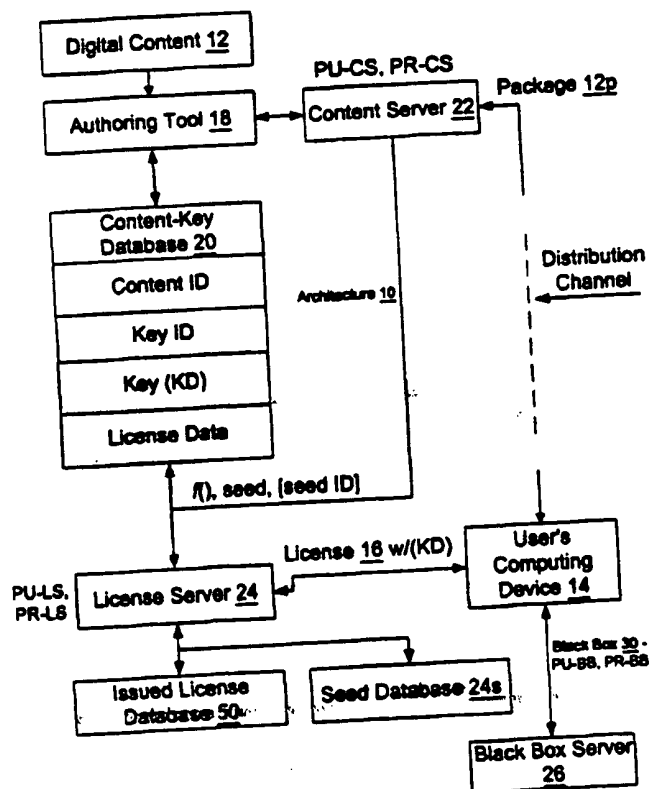 Digital Content 12
PU-CS, PR-CS
Package 12p
Authoring Tool 18
Content Server 22
Content-Key
Database 20
Content ID
Key ID
Key (KD)
License Data
Architecture 10
Distribution
Channel
f(), seed, [seed ID]
License 16 w/(KD)
User's
Computing
Device 14
PU-LS,
PR-LS
License Server 24
Black Box 30 -
PU-BB, PR-BB
Issued License
Database 50
Seed Database 24s
Black Box Server
26